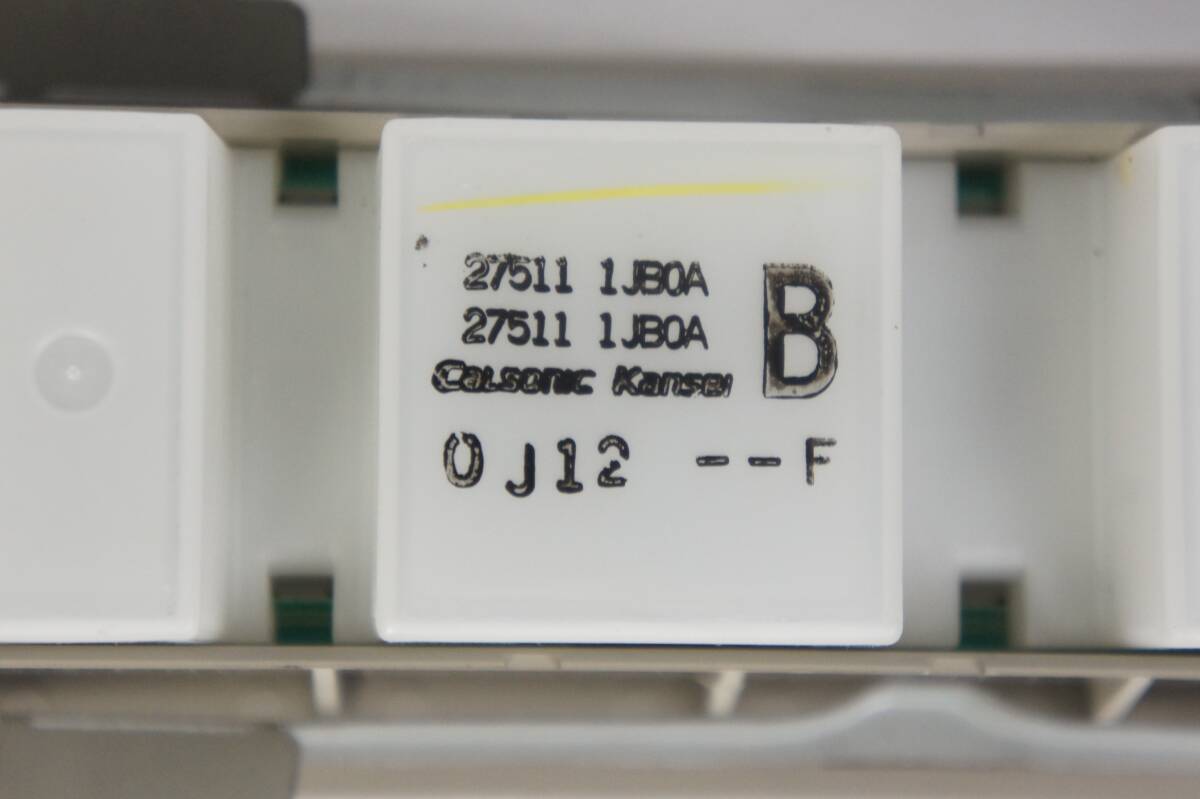 27511 1JB0A
27511 1JB0A
CALSONIC KANSEI
B
0J12 --F